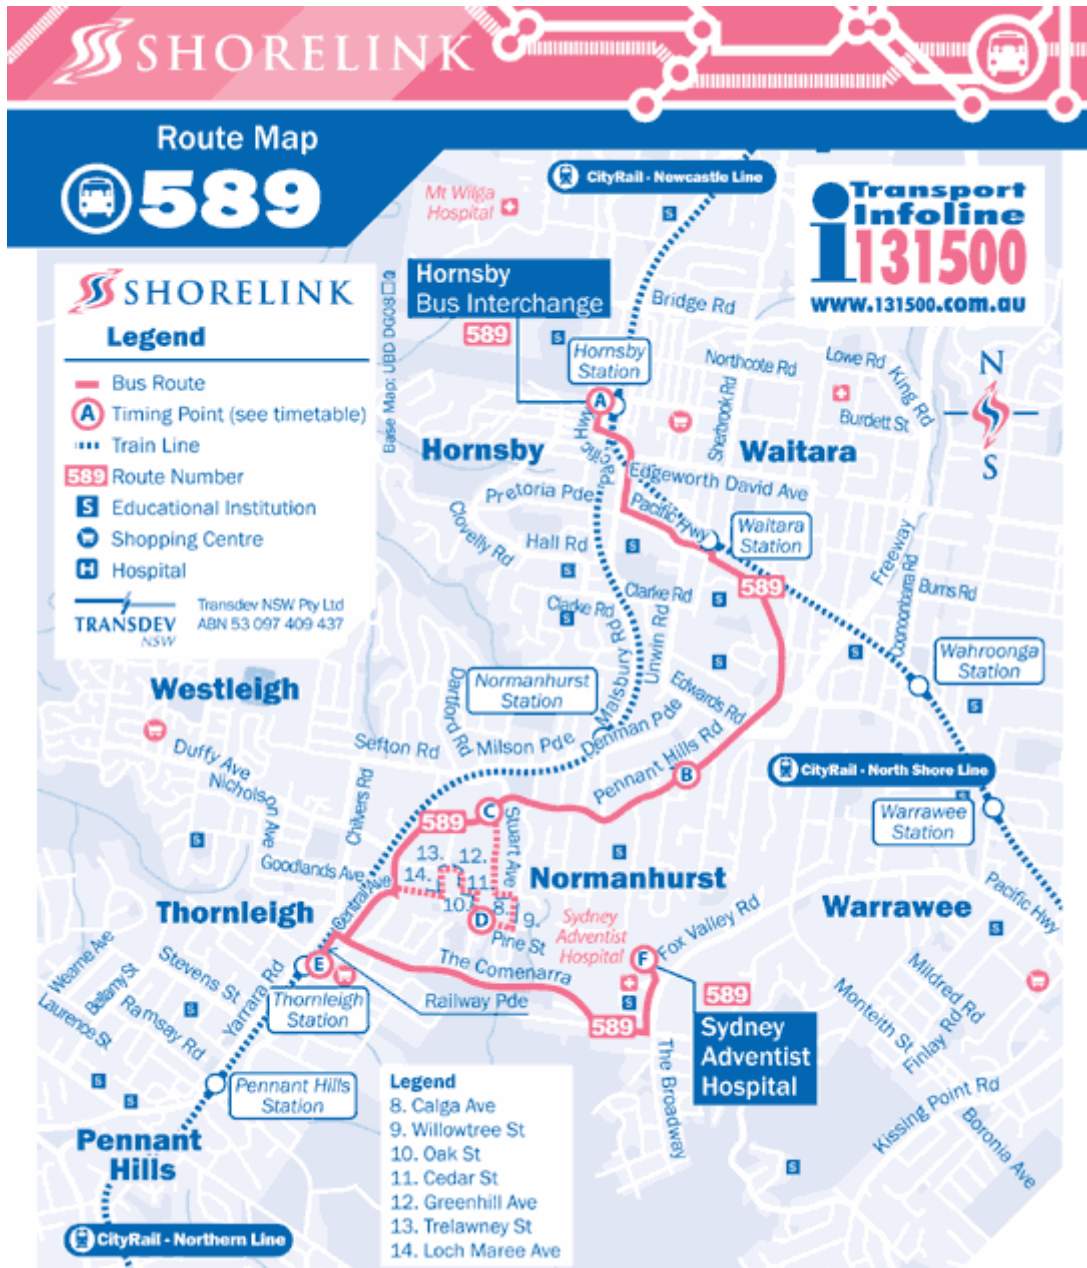 SHORELINK
Route Map
589
CityRail - Newcastle Line
Transport
Infoline
131500
www.131500.com.au
Mt Wilga
Hospital
SHORELINK
Legend
Bus Route
A
Timing Point (see timetable)
Train Line
589
Route Number
S
Educational Institution
Shopping Centre
H
Hospital
TRANSDEV
NSW
Transdev NSW Pty Ltd
ABN 53 097 409 437
Hornsby
Bus Interchange
589
Hornsby
Station
A
Bridge Rd
Northcote Rd
Lowe Rd
King Rd
Burdett St
Sherbrook Rd
N
S
Hornsby
Waitara
Pacific Hwy
Edgeworth David Ave
Pretoria Pde
Pacific Hwy
Waitara
Station
Clovelly Rd
Hall Rd
Freeway
Clarke Rd
Clarke Rd
589
Coonanbara Rd
Burns Rd
Unwin Rd
Malsbury Rd
Wahroonga
Station
Westleigh
Normanhurst
Station
Edwards Rd
Dartford Rd
Denman Pde
Sefton Rd
Milson Pde
Pennant Hills Rd
B
Duffy Ave
Nicholson Ave
Chilvers Rd
CityRail - North Shore Line
Warrawee
Station
C
589
Stuart Ave
13.
12.
14.
11.
10.
8.
9.
D
Pine St
Goodlands Ave
Central Ave
Normanhurst
Thornleigh
Warrawee
Pacific Hwy
Sydney
Adventist
Hospital
Fox Valley Rd
F
E
The Comenarra
Railway Pde
Wearne Ave
Bellamy St
Laurence St
Stevens St
Ramsay Rd
Yarrara Rd
Thornleigh
Station
589
589
Sydney
Adventist
Hospital
Mildred Rd
Monteith St
Finlay Rd
The Broadway
Pennant Hills
Station
Kissing Point Rd
Boronia Ave
Pennant
Hills
Legend
8. Calga Ave
9. Willowtree St
10. Oak St
11. Cedar St
12. Greenhill Ave
13. Trelawney St
14. Loch Maree Ave
CityRail - Northern Line